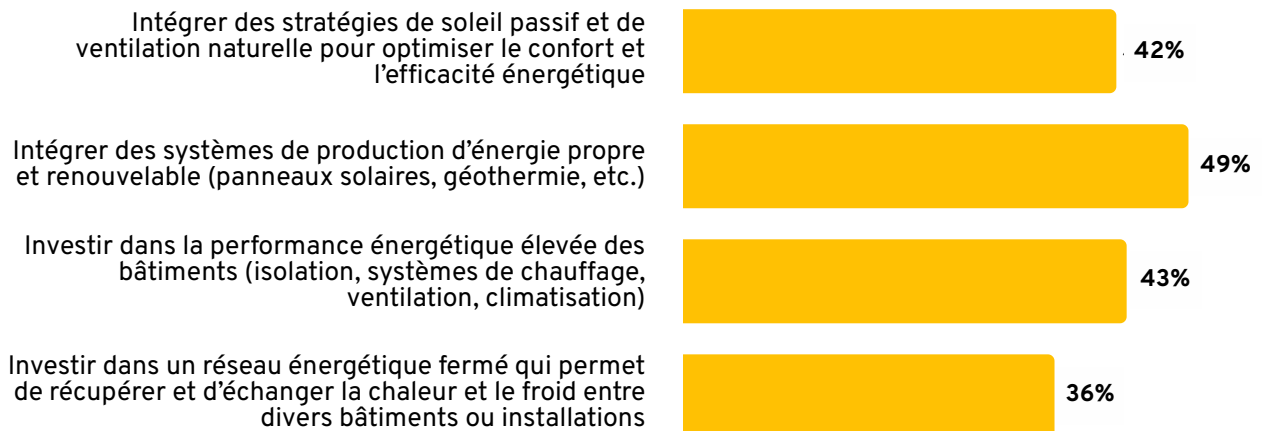 Intégrer des stratégies de soleil passif et de
ventilation naturelle pour optimiser le confort et
l’efficacité énergétique
42%
Intégrer des systèmes de production d’énergie propre
et renouvelable (panneaux solaires, géothermie, etc.)
49%
Investir dans la performance énergétique élevée des
bâtiments (isolation, systèmes de chauffage,
ventilation, climatisation)
43%
Investir dans un réseau énergétique fermé qui permet
de récupérer et d’échanger la chaleur et le froid entre
divers bâtiments ou installations
36%